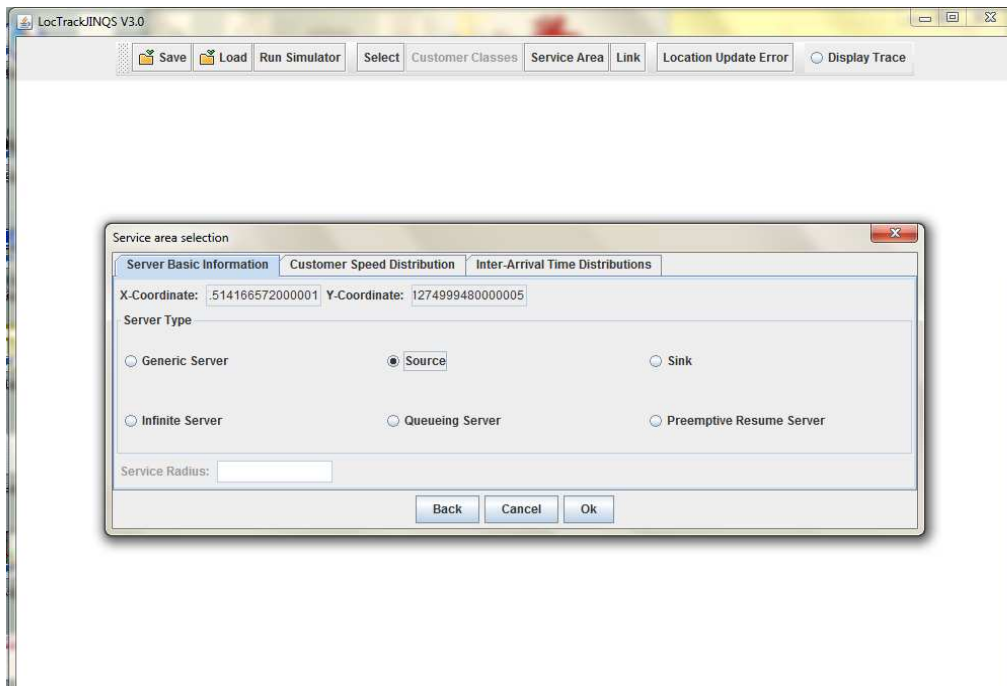 LocTrackJINQS V3.0
Save Load Run Simulator Select Customer Classes Service Area Link Location Update Error Display Trace
Service area selection
Server Basic Information Customer Speed Distribution Inter-Arrival Time Distributions
X-Coordinate: .514166572000001 Y-Coordinate: 1274999480000005
Server Type
Generic Server Source Sink
Infinite Server Queueing Server Preemptive Resume Server
Service Radius:
Back Cancel Ok